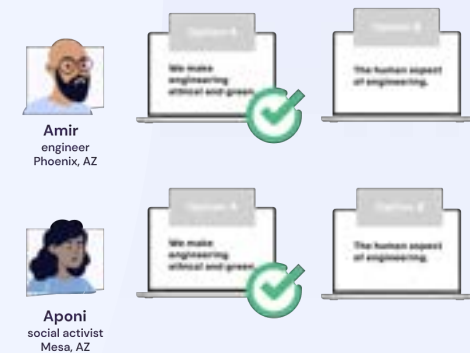 We make
engineering
ethical and green.
The human aspect
of engineering.
Amir
engineer
Phoenix, AZ
We make
engineering
ethical and green.
The human aspect
of engineering.
Aponi
social activist
Mesa, AZ